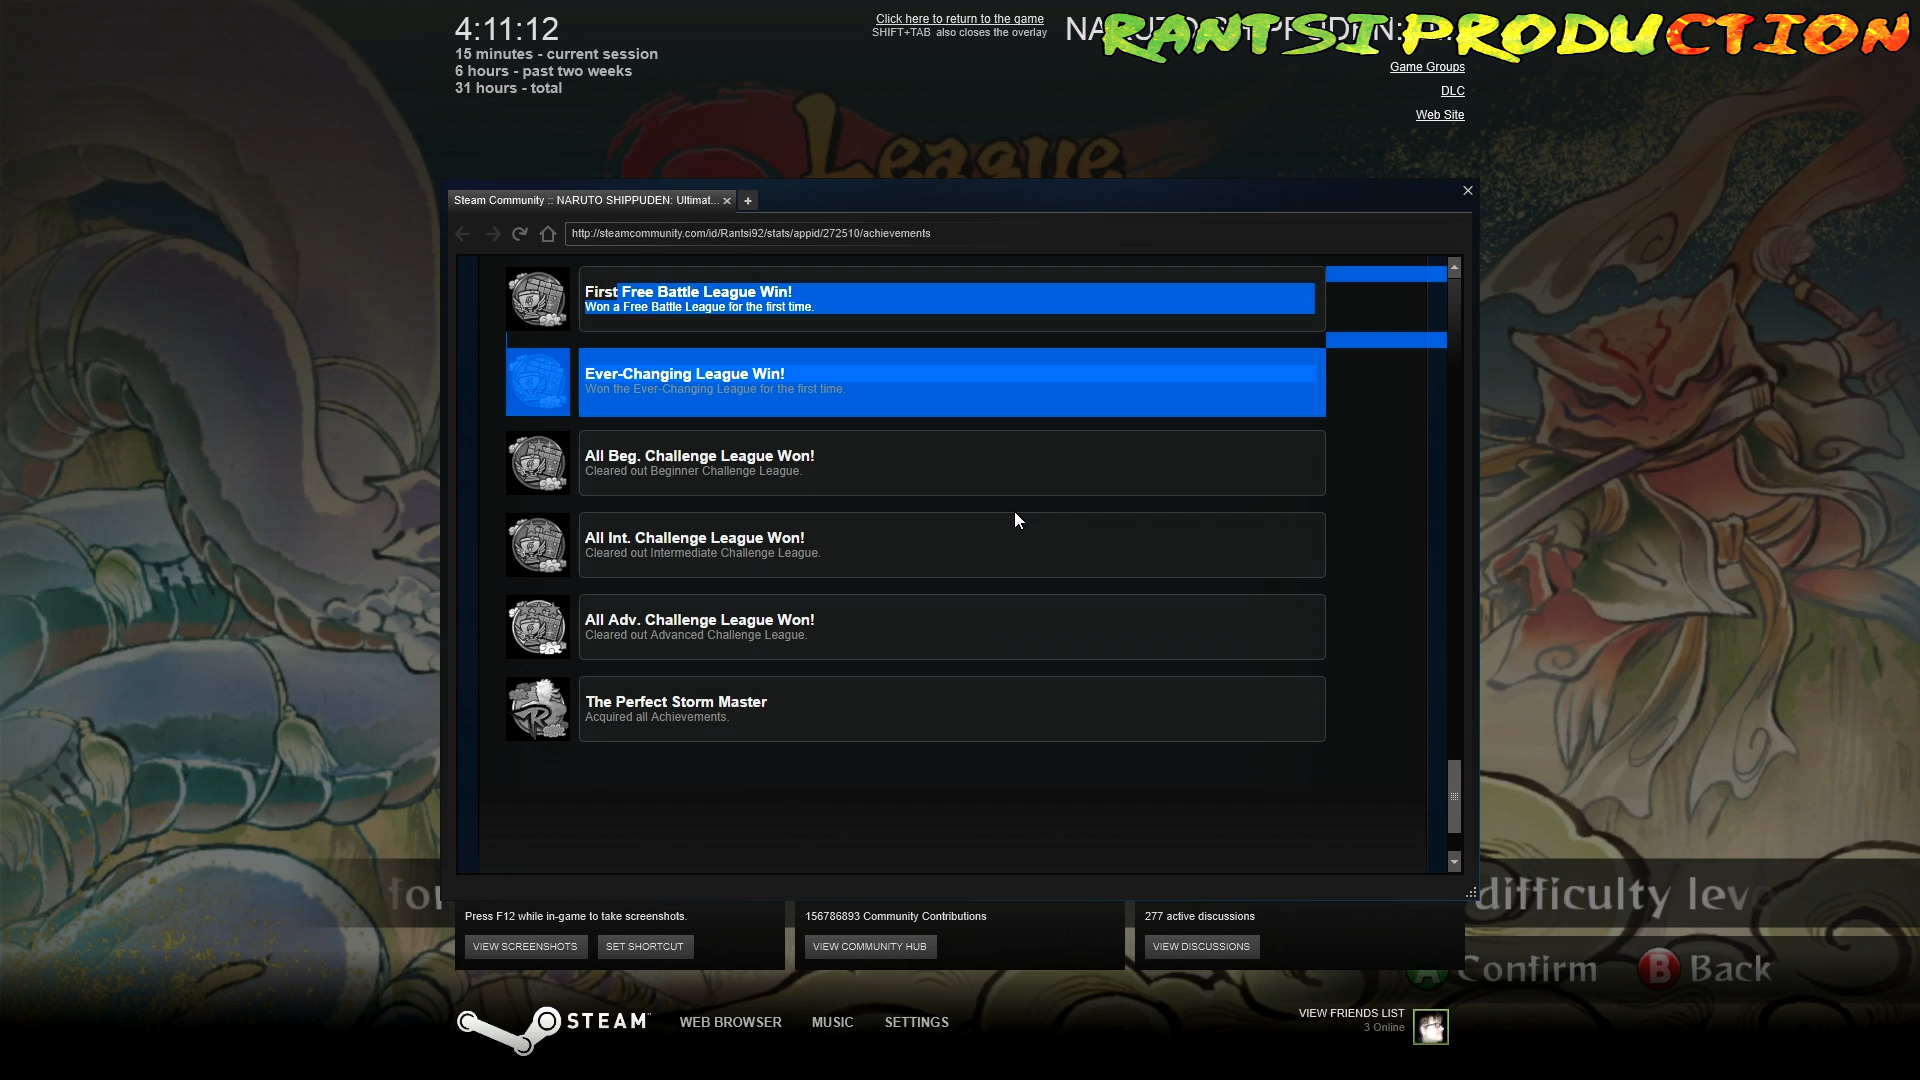 4:11:12
15 minutes - current session
6 hours - past two weeks
31 hours - total
Click here to return to the game
SHIFT+TAB also closes the overlay
RANTSI PRODUCTION
Game Groups
DLC
Web Site
League
Steam Community :: NARUTO SHIPPUDEN: Ultimat...
http://steamcommunity.com/id/Rantsi92/stats/appid/272510/achievements
First Free Battle League Win!
Won a Free Battle League for the first time.
Ever-Changing League Win!
Won the Ever-Changing League for the first time.
All Beg. Challenge League Won!
Cleared out Beginner Challenge League.
All Int. Challenge League Won!
Cleared out Intermediate Challenge League.
All Adv. Challenge League Won!
Cleared out Advanced Challenge League.
The Perfect Storm Master
Acquired all Achievements.
difficulty
Press F12 while in-game to take screenshots.
VIEW SCREENSHOTS
SET SHORTCUT
156786893 Community Contributions
VIEW COMMUNITY HUB
277 active discussions
VIEW DISCUSSIONS
A Confirm B Back
STEAM
WEB BROWSER
MUSIC
SETTINGS
VIEW FRIENDS LIST
3 Online